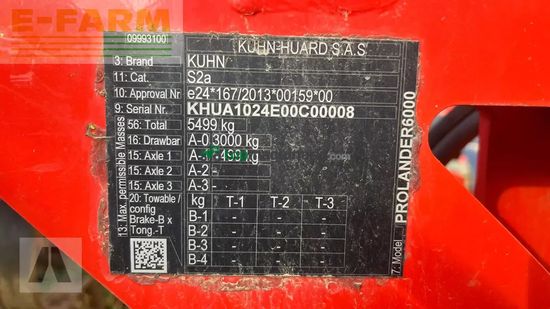 E-FARM
09993100
KUHN-HUARD S.A.S
3: Brand KUHN
11: Cat. S2a
10: Approval Nr e24*167/2013*00159*00
9: Serial Nr. KHUA1024E00C00008
13: Max. permissible Masses
56: Total 5499 kg
16: Drawbar A-0 3000 kg
15: Axle 1 kg
15: Axle 2 A-2 -
15: Axle 3 A-3 -
20: Towable / config Brake-B x Tong.-T
kg T-1 T-2 T-3
B-1 - - -
B-2 - - -
B-3 - - -
B-4 - - -
7: Model PROLANDER6000